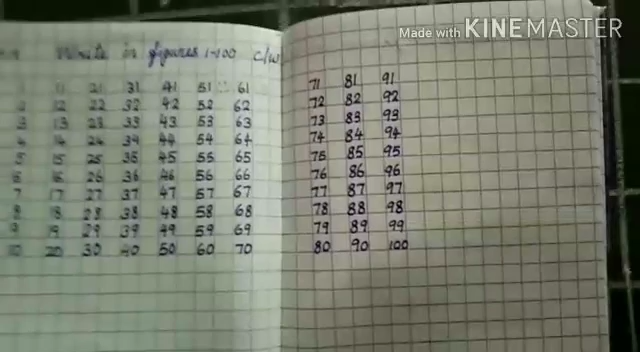 Made with KINEMASTER
Write in figures 1-100 c/w
11 21 31 41 51 61
2 12 22 32 42 52 62
3 13 23 33 43 53 63
4 14 24 34 44 54 64
5 15 25 35 45 55 65
6 16 26 36 46 56 66
7 17 27 37 47 57 67
8 18 28 38 48 58 68
9 19 29 39 49 59 69
10 20 30 40 50 60 70
71 81 91
72 82 92
73 83 93
74 84 94
75 85 95
76 86 96
77 87 97
78 88 98
79 89 99
80 90 100